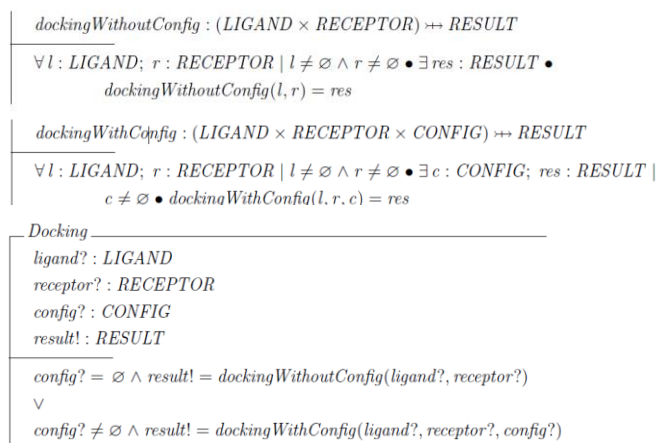 dockingWithoutConfig : (LIGAND × RECEPTOR) ⤖ RESULT
∀ l : LIGAND; r : RECEPTOR | l ≠ ∅ ∧ r ≠ ∅ • ∃ res : RESULT •
dockingWithoutConfig(l, r) = res
dockingWithConfig : (LIGAND × RECEPTOR × CONFIG) ⤖ RESULT
∀ l : LIGAND; r : RECEPTOR | l ≠ ∅ ∧ r ≠ ∅ • ∃ c : CONFIG; res : RESULT |
c ≠ ∅ • dockingWithConfig(l, r, c) = res
Docking
ligand? : LIGAND
receptor? : RECEPTOR
config? : CONFIG
result! : RESULT
config? = ∅ ∧ result! = dockingWithoutConfig(ligand?, receptor?)
∨
config? ≠ ∅ ∧ result! = dockingWithConfig(ligand?, receptor?, config?)